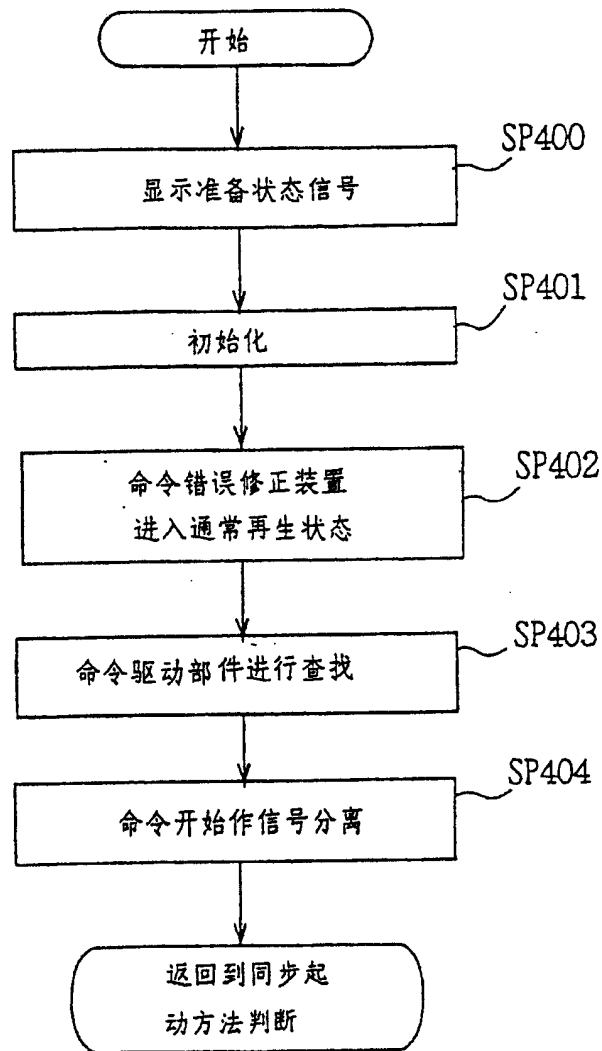 开始
SP400
显示准备状态信号
SP401
初始化
SP402
命令错误修正装置
进入通常再生状态
SP403
命令驱动部件进行查找
SP404
命令开始作信号分离
返回到同步起
动方法判断